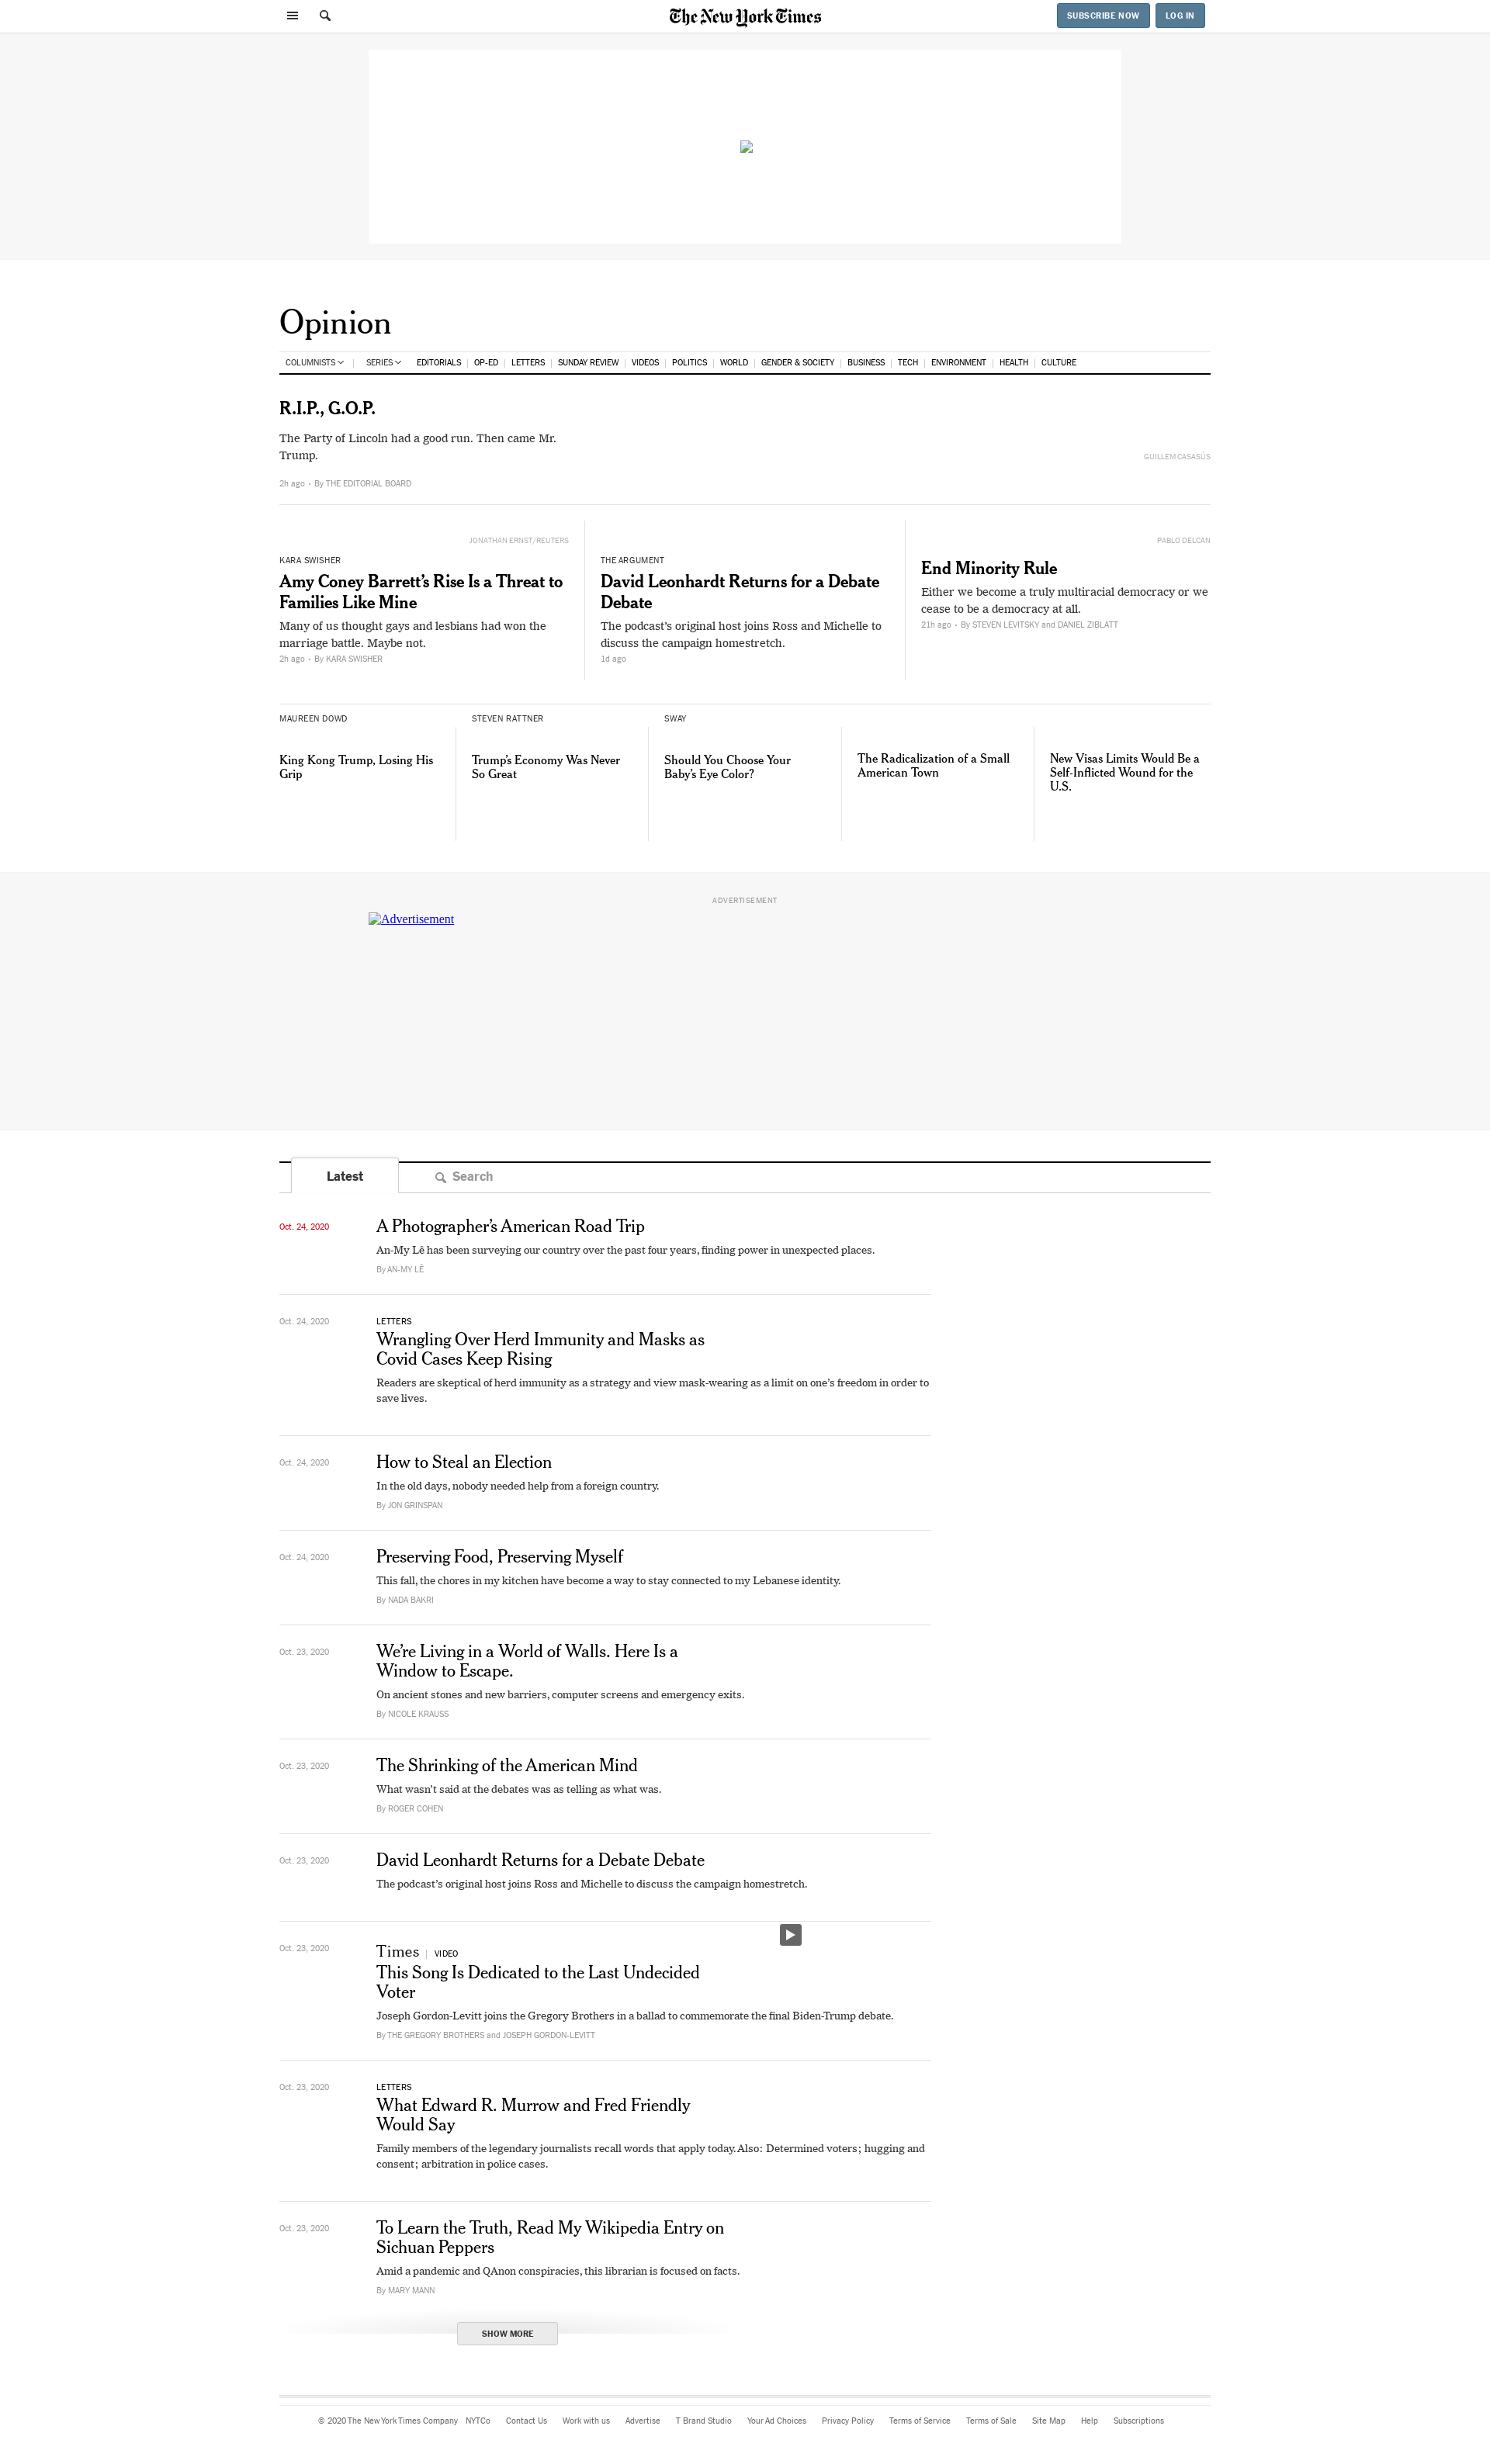 The New York Times
SUBSCRIBE NOW
LOG IN
Opinion
COLUMNISTS
SERIES
EDITORIALS
OP-ED
LETTERS
SUNDAY REVIEW
VIDEOS
POLITICS
WORLD
GENDER & SOCIETY
BUSINESS
TECH
ENVIRONMENT
HEALTH
CULTURE
R.I.P., G.O.P.
The Party of Lincoln had a good run. Then came Mr.
Trump.
2h ago • By THE EDITORIAL BOARD
GUILLEM CASASÚS
JONATHAN ERNST/REUTERS
KARA SWISHER
Amy Coney Barrett’s Rise Is a Threat to
Families Like Mine
Many of us thought gays and lesbians had won the
marriage battle. Maybe not.
2h ago • By KARA SWISHER
THE ARGUMENT
David Leonhardt Returns for a Debate
Debate
The podcast’s original host joins Ross and Michelle to
discuss the campaign homestretch.
1d ago
PABLO DELCAN
End Minority Rule
Either we become a truly multiracial democracy or we
cease to be a democracy at all.
21h ago • By STEVEN LEVITSKY and DANIEL ZIBLATT
MAUREEN DOWD
King Kong Trump, Losing His
Grip
STEVEN RATTNER
Trump’s Economy Was Never
So Great
SWAY
Should You Choose Your
Baby’s Eye Color?
The Radicalization of a Small
American Town
New Visas Limits Would Be a
Self-Inflicted Wound for the
U.S.
ADVERTISEMENT
Advertisement
Latest
Search
Oct. 24, 2020
A Photographer’s American Road Trip
An-My Lê has been surveying our country over the past four years, finding power in unexpected places.
By AN-MY LÊ
Oct. 24, 2020
LETTERS
Wrangling Over Herd Immunity and Masks as
Covid Cases Keep Rising
Readers are skeptical of herd immunity as a strategy and view mask-wearing as a limit on one’s freedom in order to
save lives.
Oct. 24, 2020
How to Steal an Election
In the old days, nobody needed help from a foreign country.
By JON GRINSPAN
Oct. 24, 2020
Preserving Food, Preserving Myself
This fall, the chores in my kitchen have become a way to stay connected to my Lebanese identity.
By NADA BAKRI
Oct. 23, 2020
We’re Living in a World of Walls. Here Is a
Window to Escape.
On ancient stones and new barriers, computer screens and emergency exits.
By NICOLE KRAUSS
Oct. 23, 2020
The Shrinking of the American Mind
What wasn’t said at the debates was as telling as what was.
By ROGER COHEN
Oct. 23, 2020
David Leonhardt Returns for a Debate Debate
The podcast’s original host joins Ross and Michelle to discuss the campaign homestretch.
Oct. 23, 2020
Times | VIDEO
This Song Is Dedicated to the Last Undecided
Voter
Joseph Gordon-Levitt joins the Gregory Brothers in a ballad to commemorate the final Biden-Trump debate.
By THE GREGORY BROTHERS and JOSEPH GORDON-LEVITT
Oct. 23, 2020
LETTERS
What Edward R. Murrow and Fred Friendly
Would Say
Family members of the legendary journalists recall words that apply today. Also: Determined voters; hugging and
consent; arbitration in police cases.
Oct. 23, 2020
To Learn the Truth, Read My Wikipedia Entry on
Sichuan Peppers
Amid a pandemic and QAnon conspiracies, this librarian is focused on facts.
By MARY MANN
SHOW MORE
© 2020 The New York Times Company
NYTCo
Contact Us
Work with us
Advertise
T Brand Studio
Your Ad Choices
Privacy Policy
Terms of Service
Terms of Sale
Site Map
Help
Subscriptions